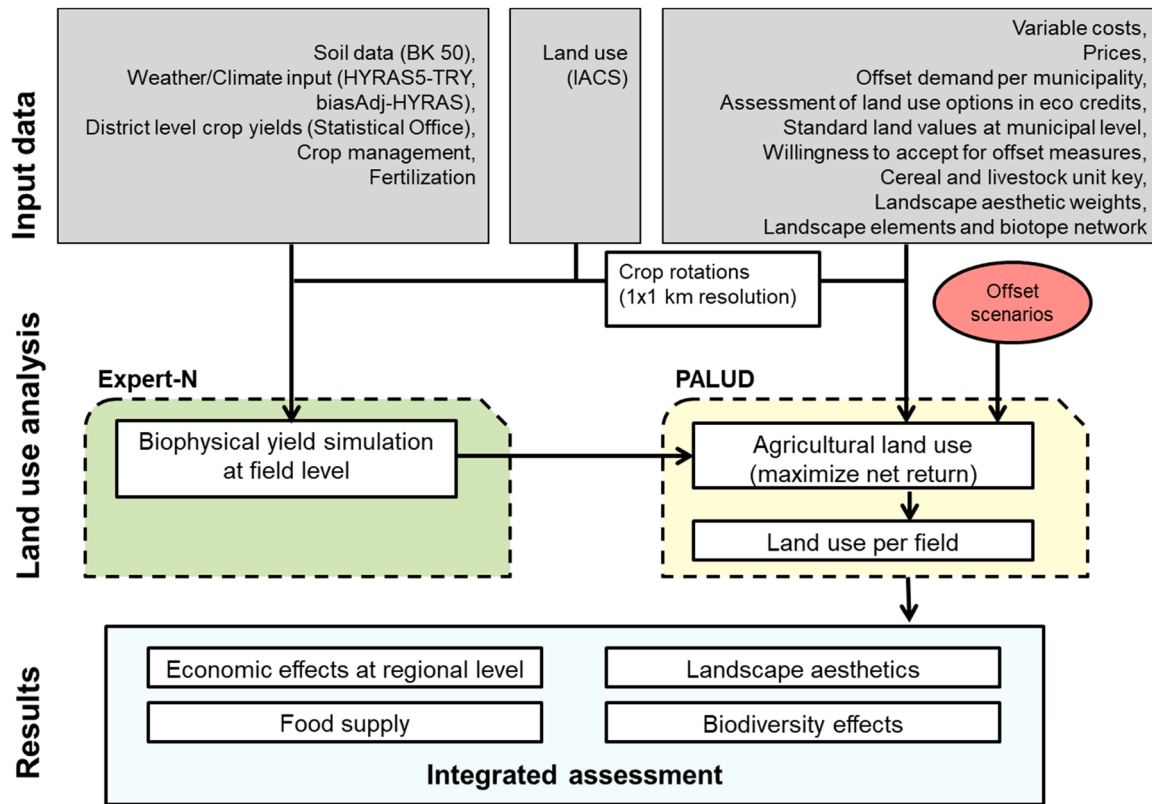 Input data
Soil data (BK 50),
Weather/Climate input (HYRAS5-TRY,
biasAdj-HYRAS),
District level crop yields (Statistical Office),
Crop management,
Fertilization
Land use
(IACS)
Variable costs,
Prices,
Offset demand per municipality,
Assessment of land use options in eco credits,
Standard land values at municipal level,
Willingness to accept for offset measures,
Cereal and livestock unit key,
Landscape aesthetic weights,
Landscape elements and biotope network
Crop rotations
(1x1 km resolution)
Offset
scenarios
Land use analysis
Expert-N
Biophysical yield simulation
at field level
PALUD
Agricultural land use
(maximize net return)
Land use per field
Results
Economic effects at regional level
Landscape aesthetics
Food supply
Biodiversity effects
Integrated assessment